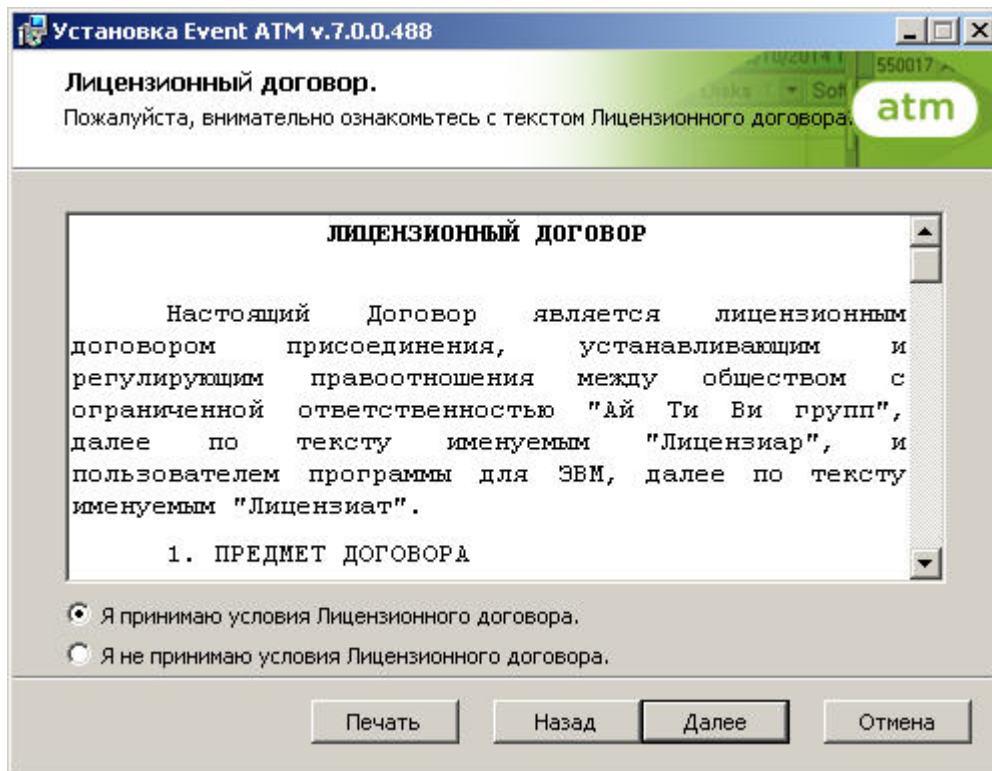 Установка Event ATM v.7.0.0.488
Лицензионный договор.
Пожалуйста, внимательно ознакомьтесь с текстом Лицензионного договора.
550017
atm
ЛИЦЕНЗИОННЫЙ ДОГОВОР
Настоящий Договор является лицензионным
договором присоединения, устанавливающим и
регулирующим правоотношения между обществом с
ограниченной ответственностью "Ай Ти Ви групп",
далее по тексту именуемым "Лицензиар", и
пользователем программы для ЭВМ, далее по тексту
именуемым "Лицензиат".
1. ПРЕДМЕТ ДОГОВОРА
Я принимаю условия Лицензионного договора.
Я не принимаю условия Лицензионного договора.
Печать Назад Далее Отмена